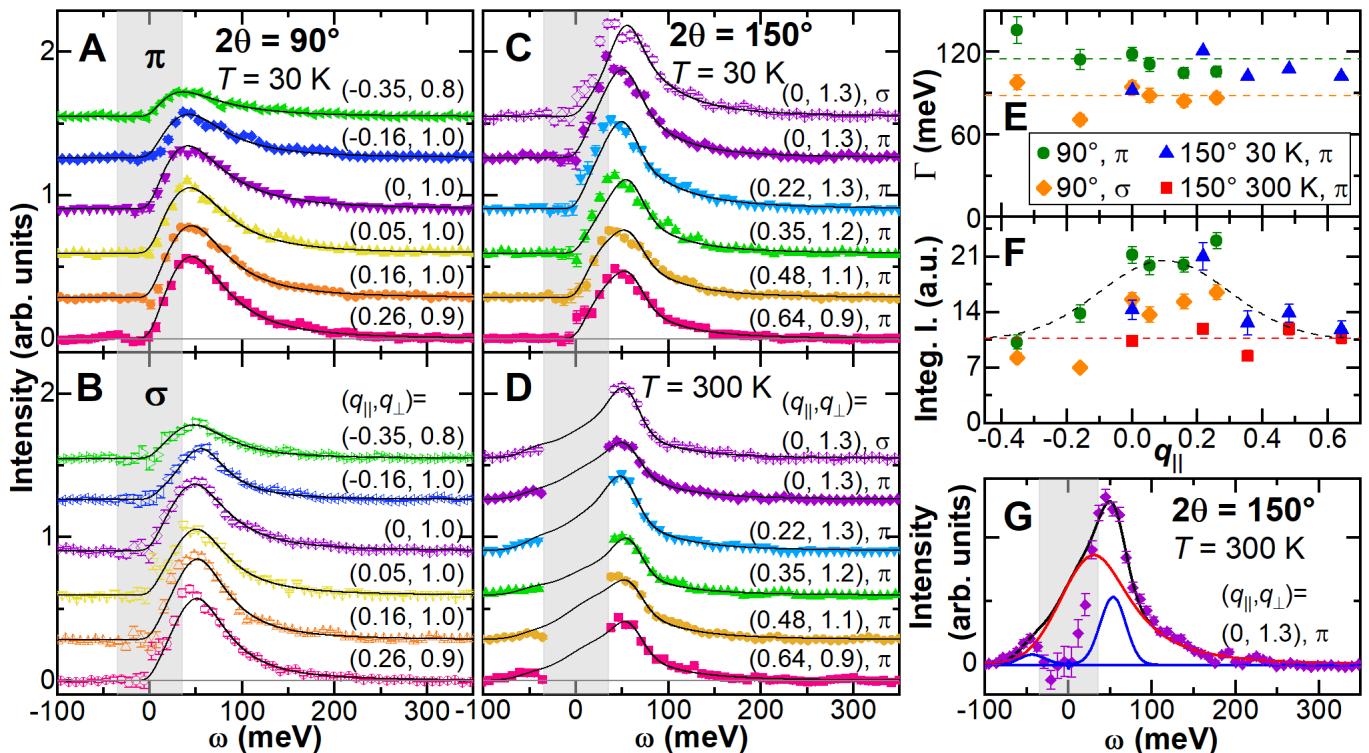 A
2θ = 90°
π
T = 30 K
(-0.35, 0.8)
(-0.16, 1.0)
(0, 1.0)
(0.05, 1.0)
(0.16, 1.0)
(0.26, 0.9)
2
1
0
B
σ
(q||,q⊥)=
(-0.35, 0.8)
(-0.16, 1.0)
(0, 1.0)
(0.05, 1.0)
(0.16, 1.0)
(0.26, 0.9)
2
1
0
Intensity (arb. units)
-100 0 100 200 300
ω (meV)
C
2θ = 150°
T = 30 K
(0, 1.3), σ
(0, 1.3), π
(0.22, 1.3), π
(0.35, 1.2), π
(0.48, 1.1), π
(0.64, 0.9), π
D
T = 300 K
(q||,q⊥)=
(0, 1.3), σ
(0, 1.3), π
(0.22, 1.3), π
(0.35, 1.2), π
(0.48, 1.1), π
(0.64, 0.9), π
-100 0 100 200 300
ω (meV)
120
60
0
Γ (meV)
E
90°, π
150° 30 K, π
90°, σ
150° 300 K, π
F
21
14
7
0
Integ. I. (a.u.)
-0.4 -0.2 0.0 0.2 0.4 0.6
q||
G
2θ = 150°
T = 300 K
(q||,q⊥)=
(0, 1.3), π
0
Intensity
(arb. units)
-100 0 100 200 300
ω (meV)